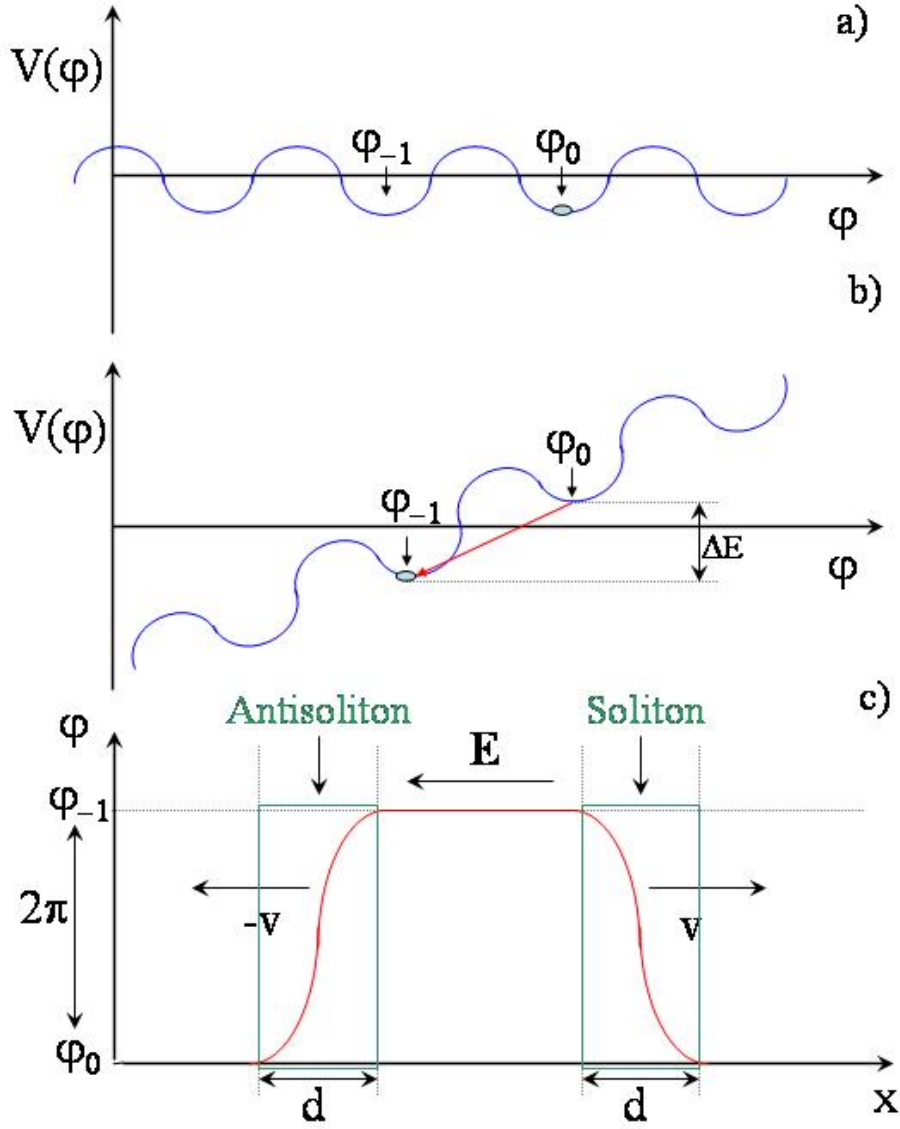 a)
V(φ)
φ₋₁
φ₀
φ
b)
V(φ)
φ₀
φ₋₁
ΔE
φ
c)
Antisoliton
Soliton
φ
E
φ₋₁
2π
-v
v
φ₀
d
d
x